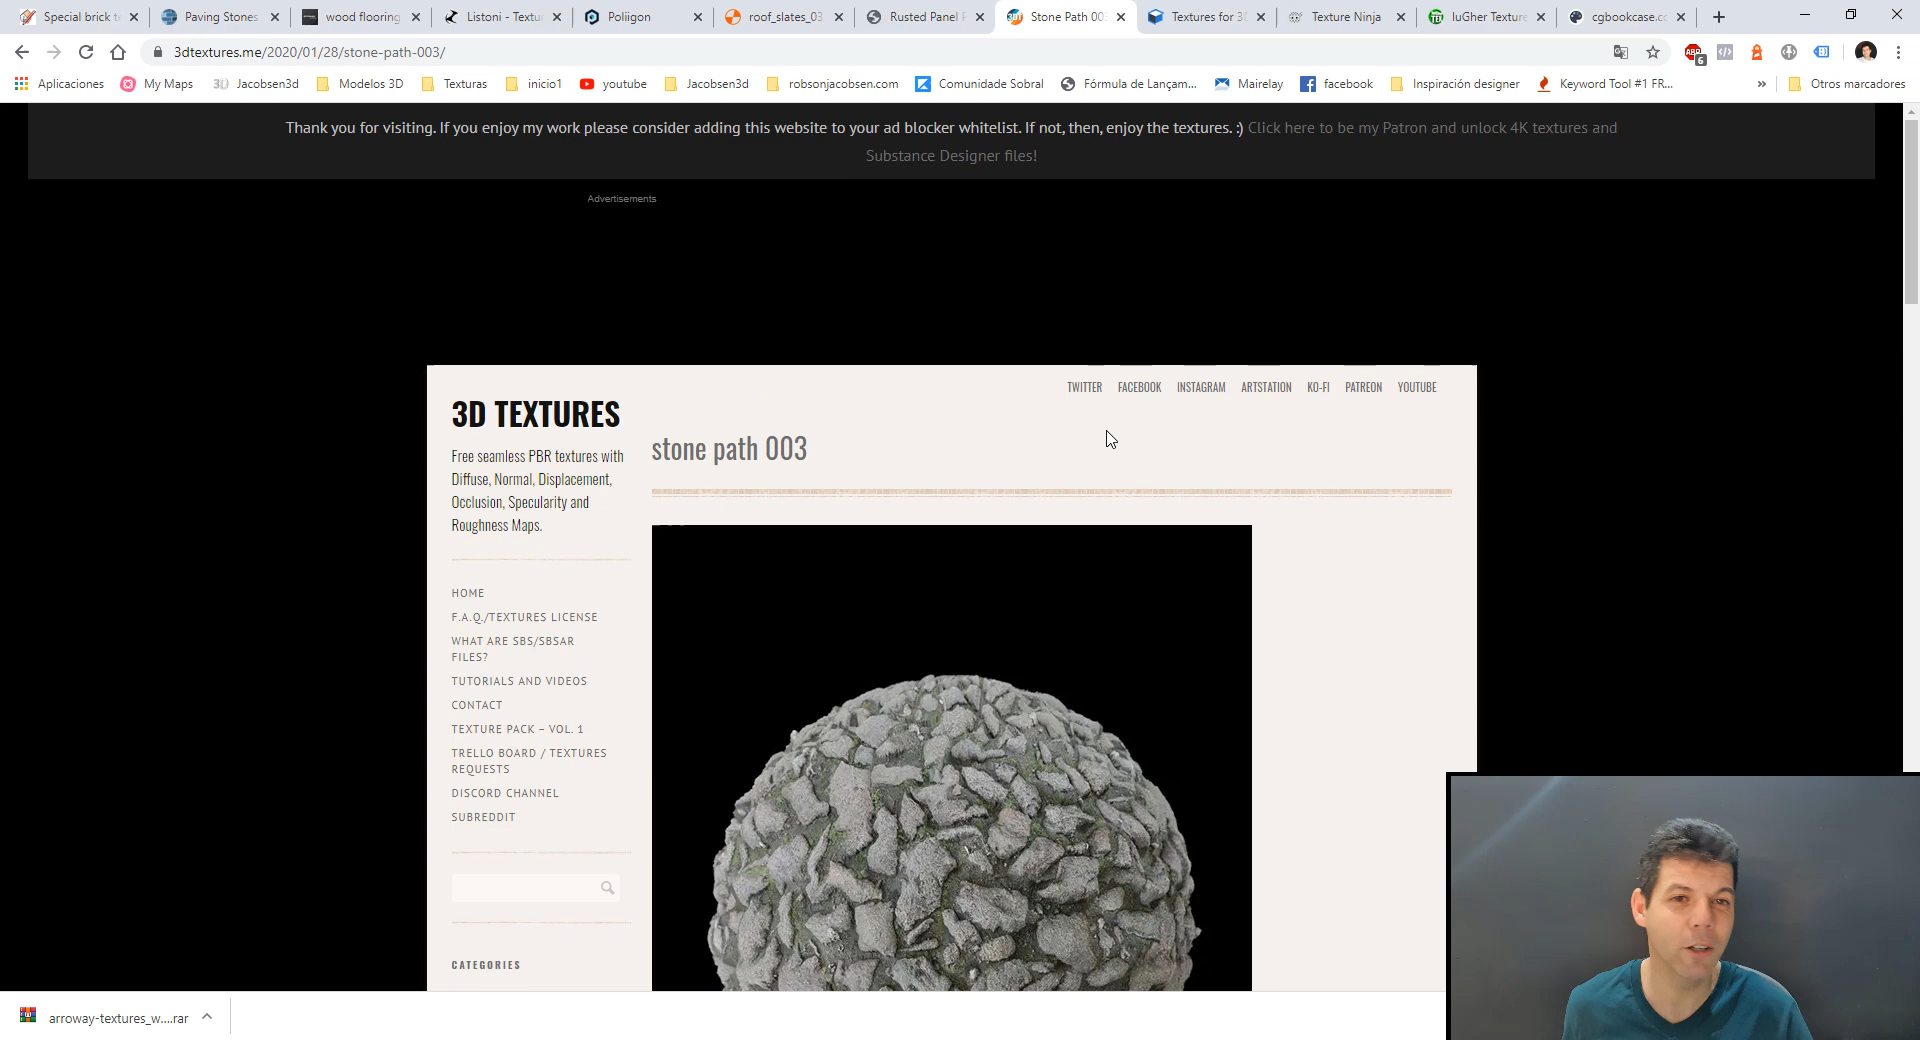 Special brick t
Paving Stones
wood flooring
Listoni - Textur
Poliigon
roof_slates_03
Rusted Panel P
Stone Path 003
Textures for 3D
Texture Ninja
luGher Texture
cgbookcase.co
3dtextures.me/2020/01/28/stone-path-003/
ABP
6
Aplicaciones
My Maps
3D Jacobsen3d
Modelos 3D
Texturas
inicio1
youtube
Jacobsen3d
robsonjacobsen.com
Comunidade Sobral
Fórmula de Lançam...
Mairelay
facebook
Inspiración designer
Keyword Tool #1 FR...
»
Otros marcadores
Thank you for visiting. If you enjoy my work please consider adding this website to your ad blocker whitelist. If not, then, enjoy the textures. :) Click here to be my Patron and unlock 4K textures and
Substance Designer files!
Advertisements
TWITTER FACEBOOK INSTAGRAM ARTSTATION KO-FI PATREON YOUTUBE
3D TEXTURES
Free seamless PBR textures with
Diffuse, Normal, Displacement,
Occlusion, Specularity and
Roughness Maps.
stone path 003
HOME
F.A.Q./TEXTURES LICENSE
WHAT ARE SBS/SBSAR
FILES?
TUTORIALS AND VIDEOS
CONTACT
TEXTURE PACK – VOL. 1
TRELLO BOARD / TEXTURES
REQUESTS
DISCORD CHANNEL
SUBREDDIT
CATEGORIES
arroway-textures_w....rar